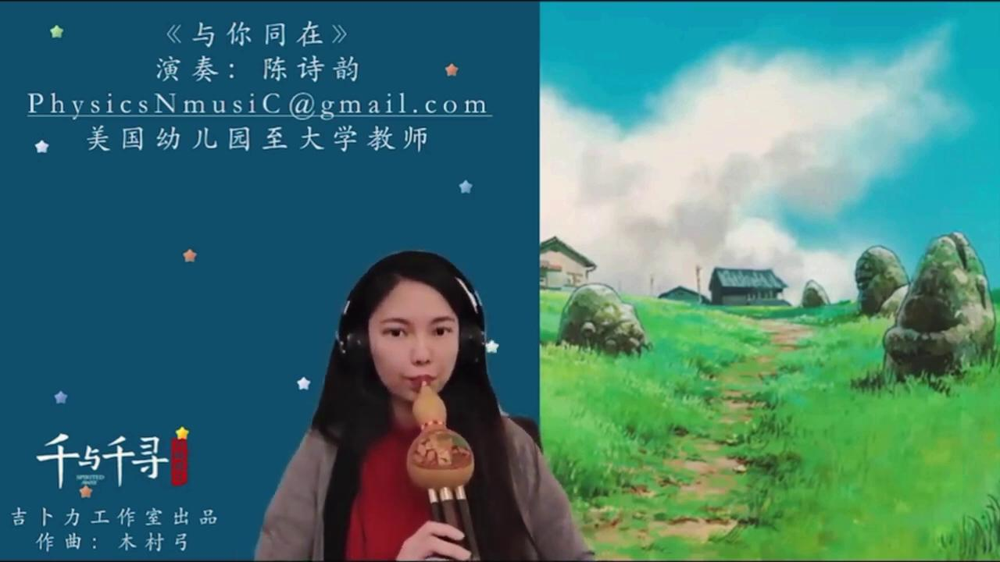 《与你同在》
演奏：陈诗韵
PhysicsNmusiC@gmail.com
美国幼儿园至大学教师
千与千寻
SPIRITED
AWAY
吉卜力工作室出品
作曲：木村弓